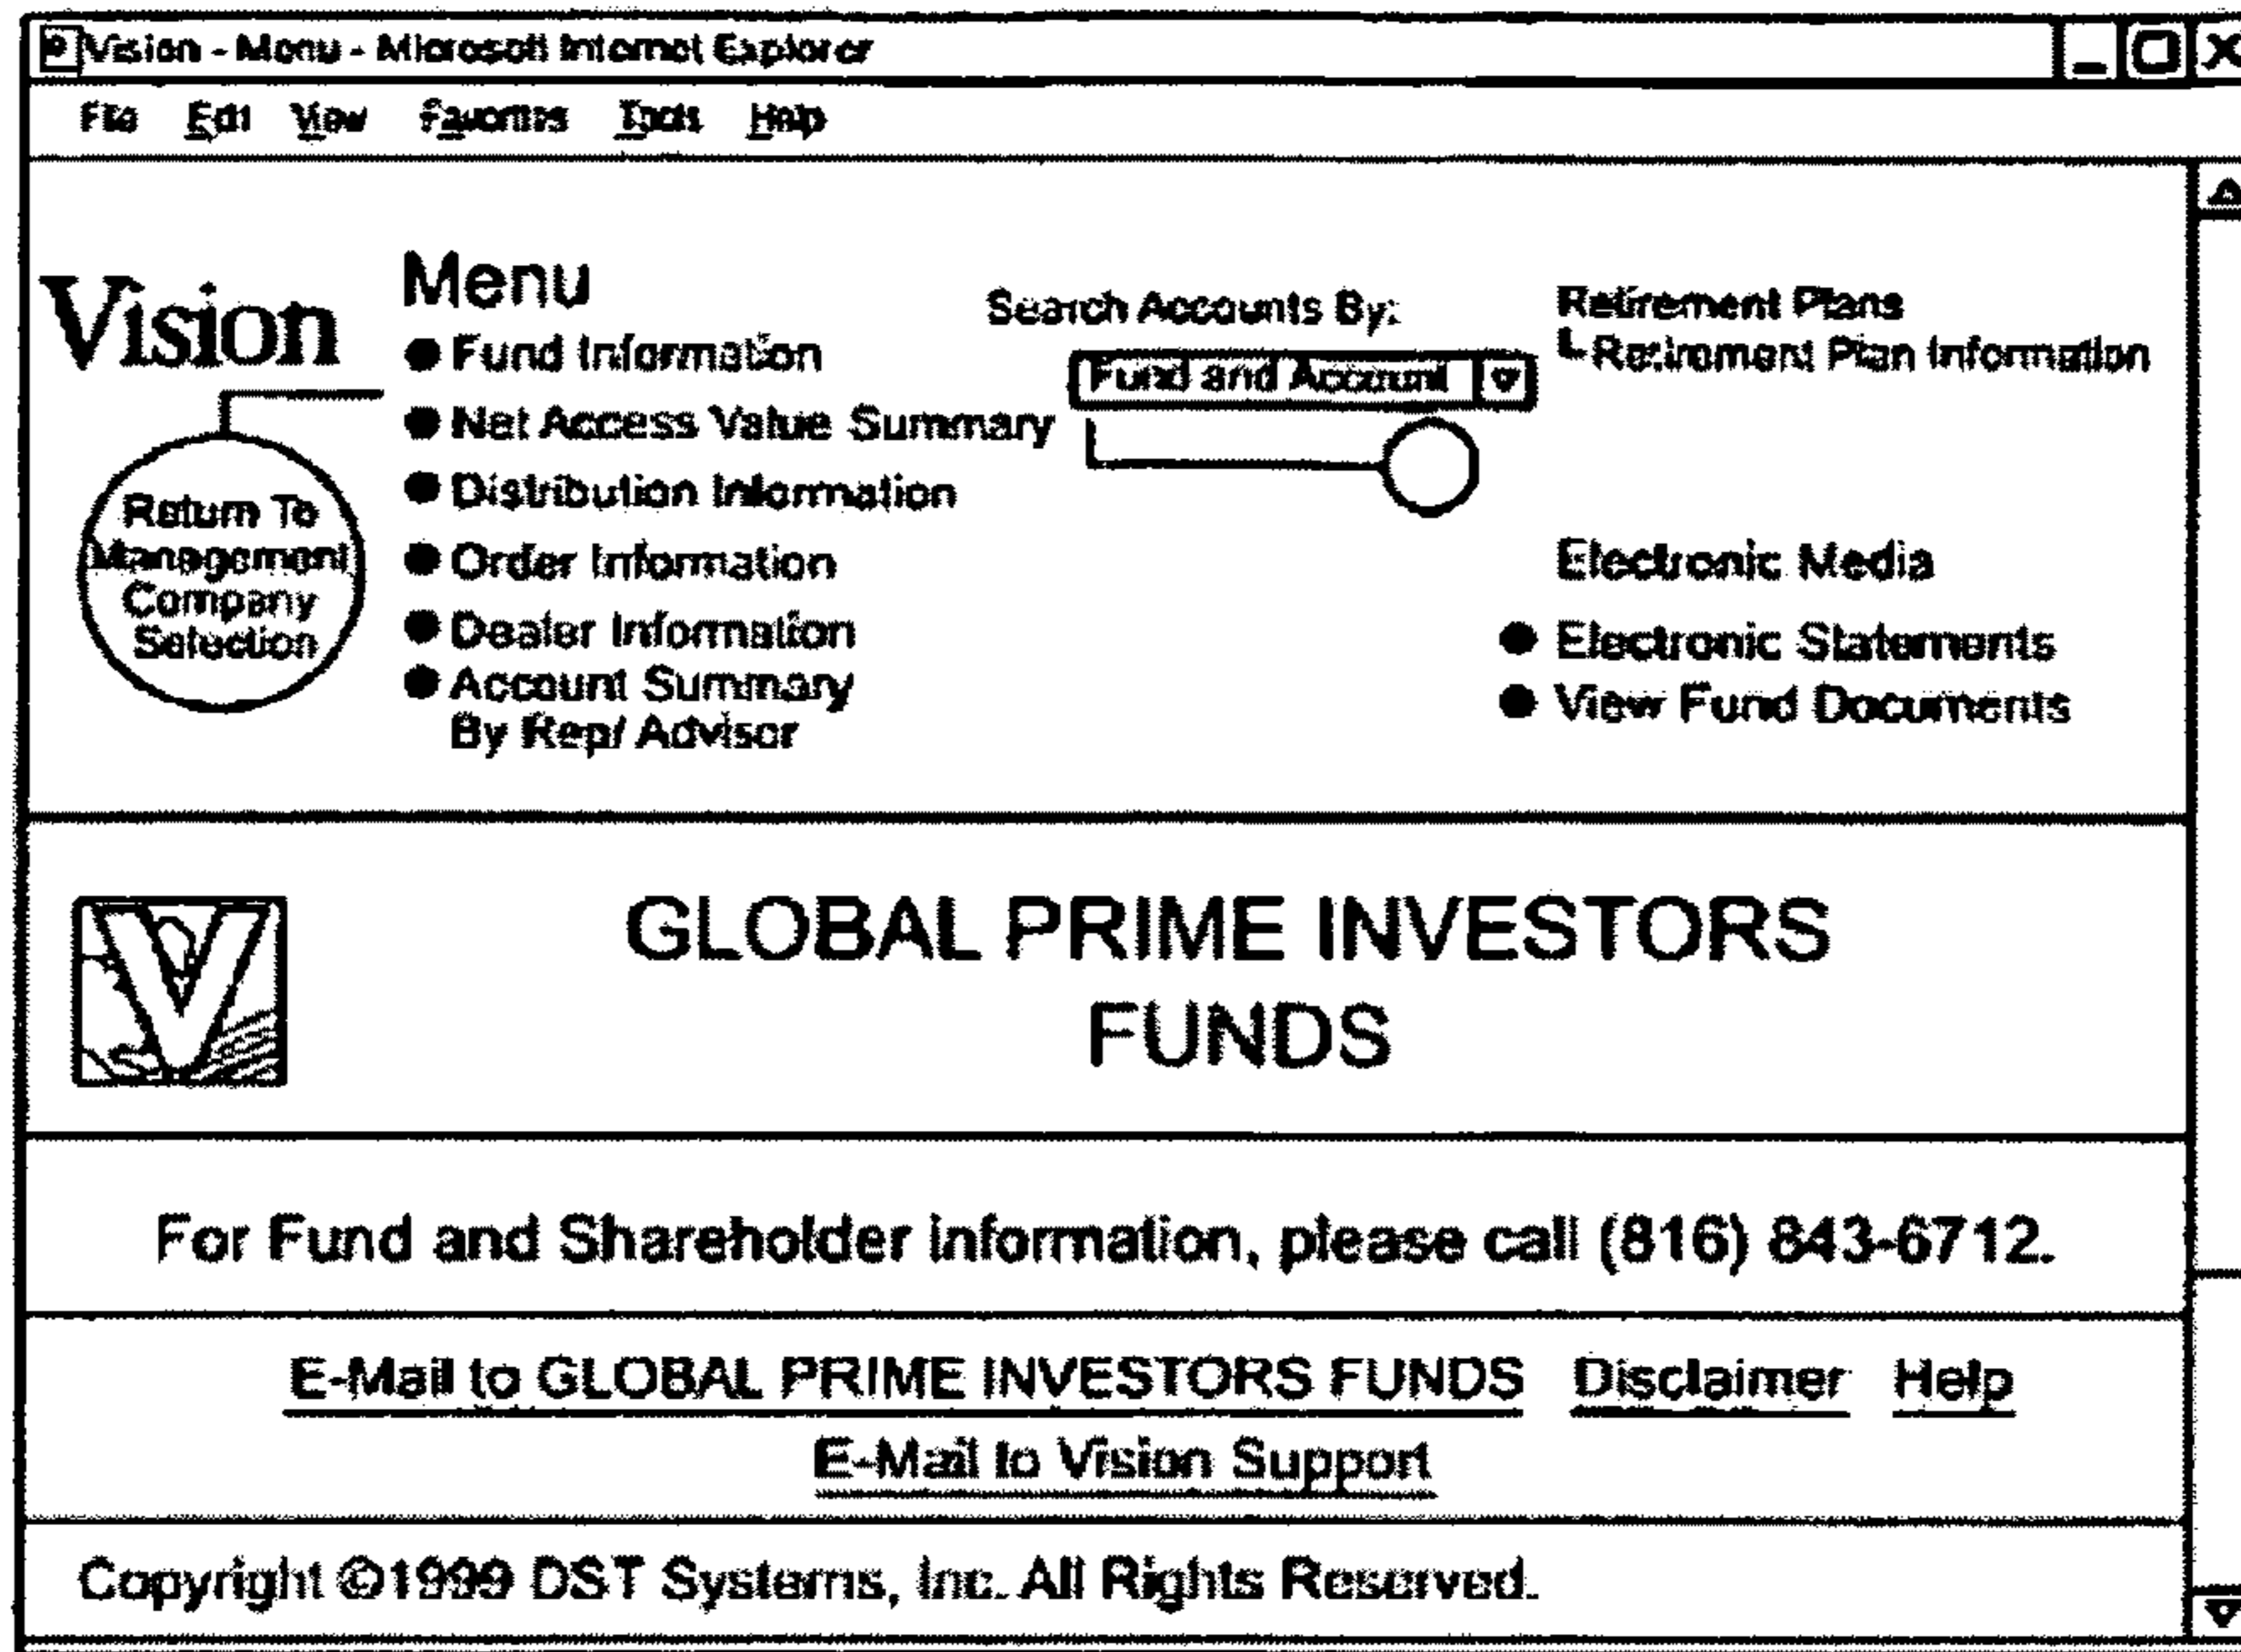 Vision - Menu - Microsoft Internet Explorer
File Edit View Favorites Tools Help
Vision
Return To
Management
Company
Selection
Menu
Fund Information
Net Access Value Summary
Distribution Information
Order Information
Dealer Information
Account Summary
By Rep/ Advisor
Search Accounts By:
Fund and Account
Retirement Plans
Retirement Plan Information
Electronic Media
Electronic Statements
View Fund Documents
V
GLOBAL PRIME INVESTORS
FUNDS
For Fund and Shareholder information, please call (816) 843-6712.
E-Mail to GLOBAL PRIME INVESTORS FUNDS Disclaimer Help
E-Mail to Vision Support
Copyright ©1999 DST Systems, Inc. All Rights Reserved.